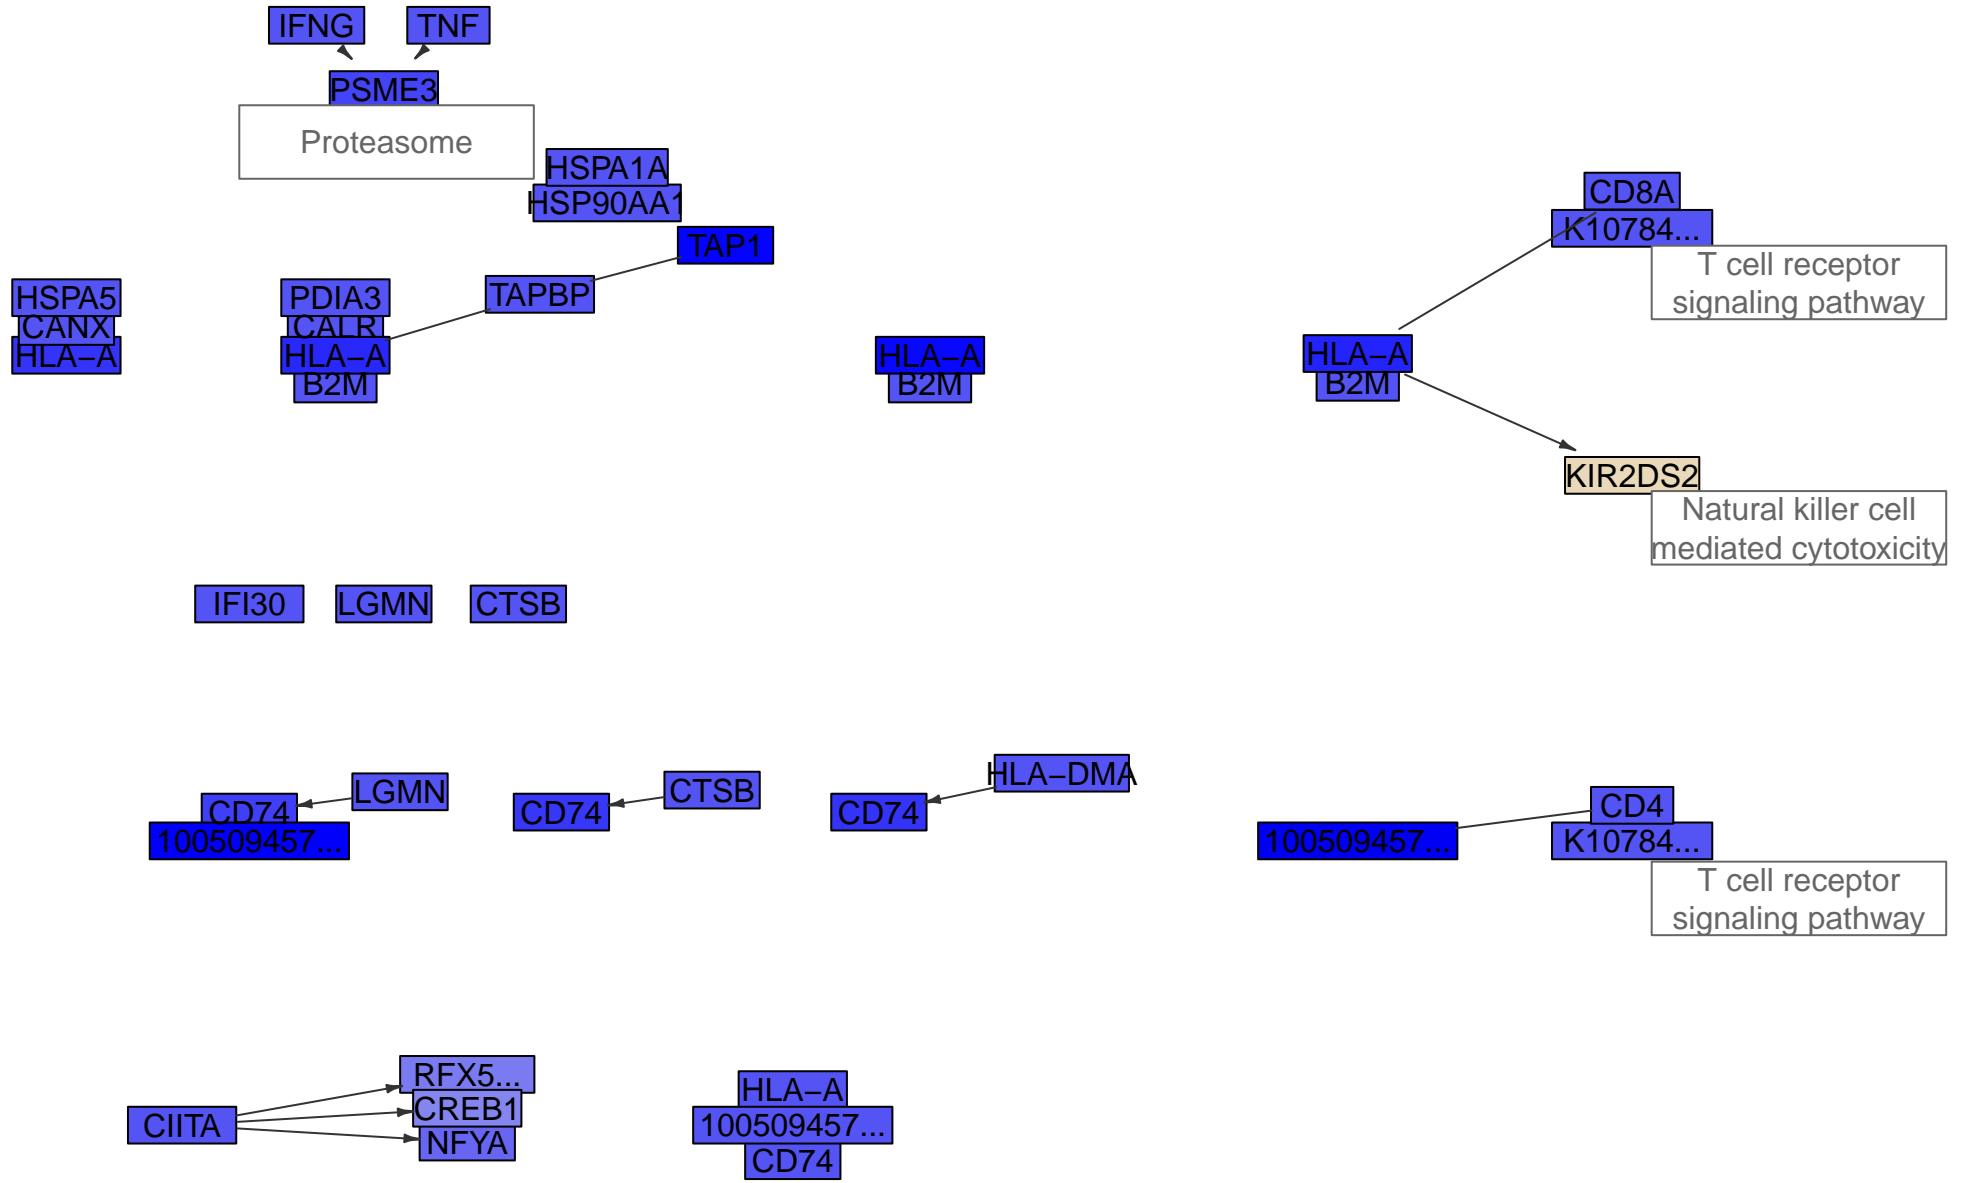 IFNG
TNF
PSME3
Proteasome
HSPA1A
HSP90AA1
TAP1
TAPBP
CD8A
K10784...
T cell receptor
signaling pathway
HSPA5
CANX
HLA–A
PDIA3
CALR
HLA–A
B2M
HLA–A
B2M
HLA–A
B2M
KIR2DS2
Natural killer cell
mediated cytotoxicity
IFI30
LGMN
CTSB
LGMN
CD74
100509457...
CTSB
CD74
HLA–DMA
CD74
CD4
100509457...
K10784...
T cell receptor
signaling pathway
CIITA
RFX5...
CREB1
NFYA
HLA–A
100509457...
CD74